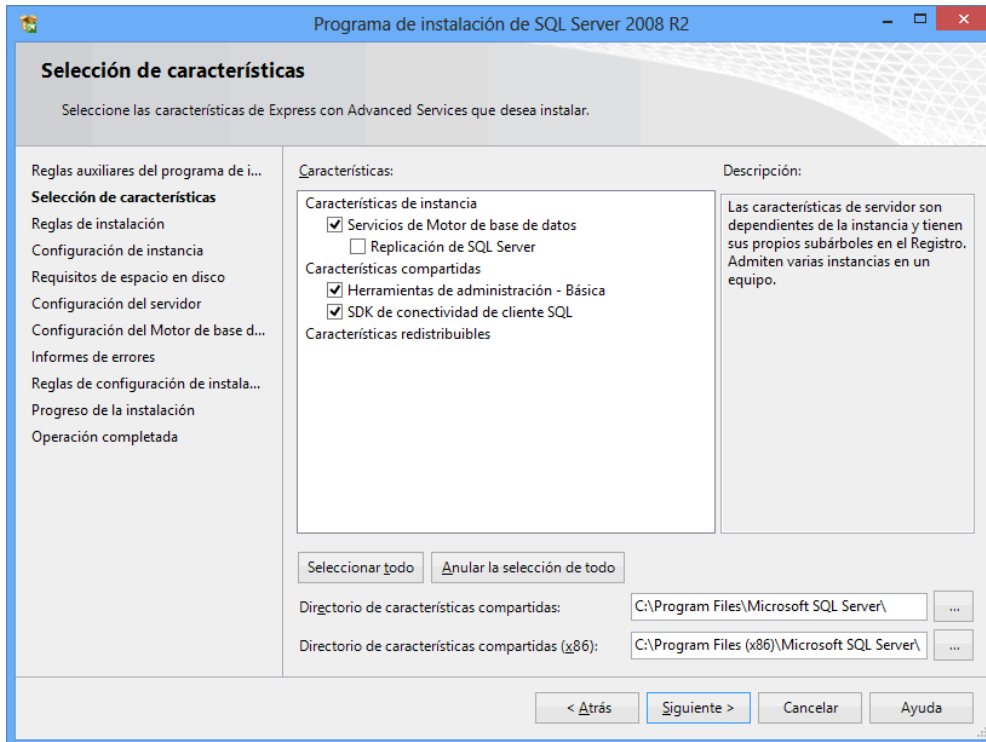 Programa de instalación de SQL Server 2008 R2
Selección de características
Seleccione las características de Express con Advanced Services que desea instalar.
Reglas auxiliares del programa de i...
Selección de características
Reglas de instalación
Configuración de instancia
Requisitos de espacio en disco
Configuración del servidor
Configuración del Motor de base d...
Informes de errores
Reglas de configuración de instala...
Progreso de la instalación
Operación completada
Características:
Características de instancia
Servicios de Motor de base de datos
Replicación de SQL Server
Características compartidas
Herramientas de administración - Básica
SDK de conectividad de cliente SQL
Características redistribuibles
Descripción:
Las características de servidor son
dependientes de la instancia y tienen
sus propios subárboles en el Registro.
Admiten varias instancias en un
equipo.
Seleccionar todo
Anular la selección de todo
Directorio de características compartidas:
C:\Program Files\Microsoft SQL Server\
...
Directorio de características compartidas (x86):
C:\Program Files (x86)\Microsoft SQL Server\
...
< Atrás
Siguiente >
Cancelar
Ayuda